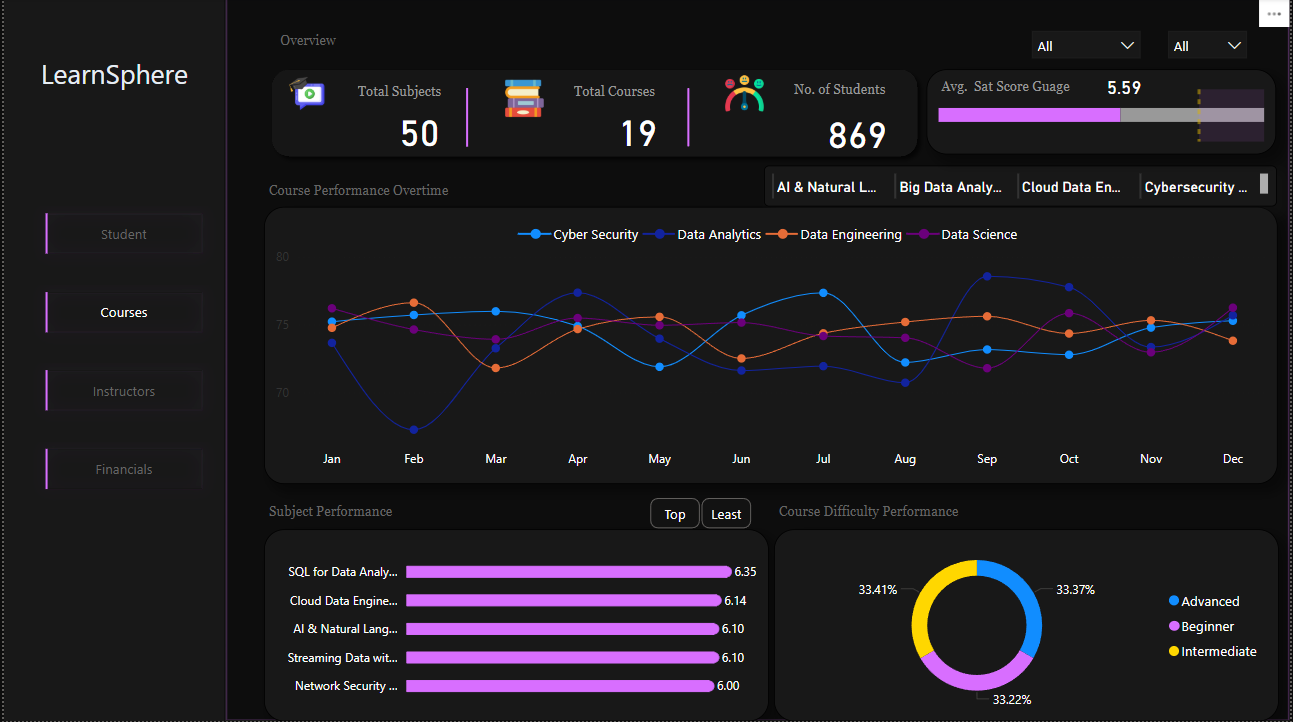 LearnSphere
Student
Courses
Instructors
Financials
Overview
All
All
Total Subjects
50
Total Courses
19
No. of Students
869
Avg. Sat Score Guage
5.59
Course Performance Overtime
AI & Natural L...
Big Data Analy...
Cloud Data En...
Cybersecurity ...
Cyber Security
Data Analytics
Data Engineering
Data Science
80
75
70
Jan
Feb
Mar
Apr
May
Jun
Jul
Aug
Sep
Oct
Nov
Dec
Subject Performance
Top
Least
SQL for Data Analy...
6.35
Cloud Data Engine...
6.14
AI & Natural Lang...
6.10
Streaming Data wit...
6.10
Network Security ...
6.00
Course Difficulty Performance
33.41%
33.37%
33.22%
Advanced
Beginner
Intermediate